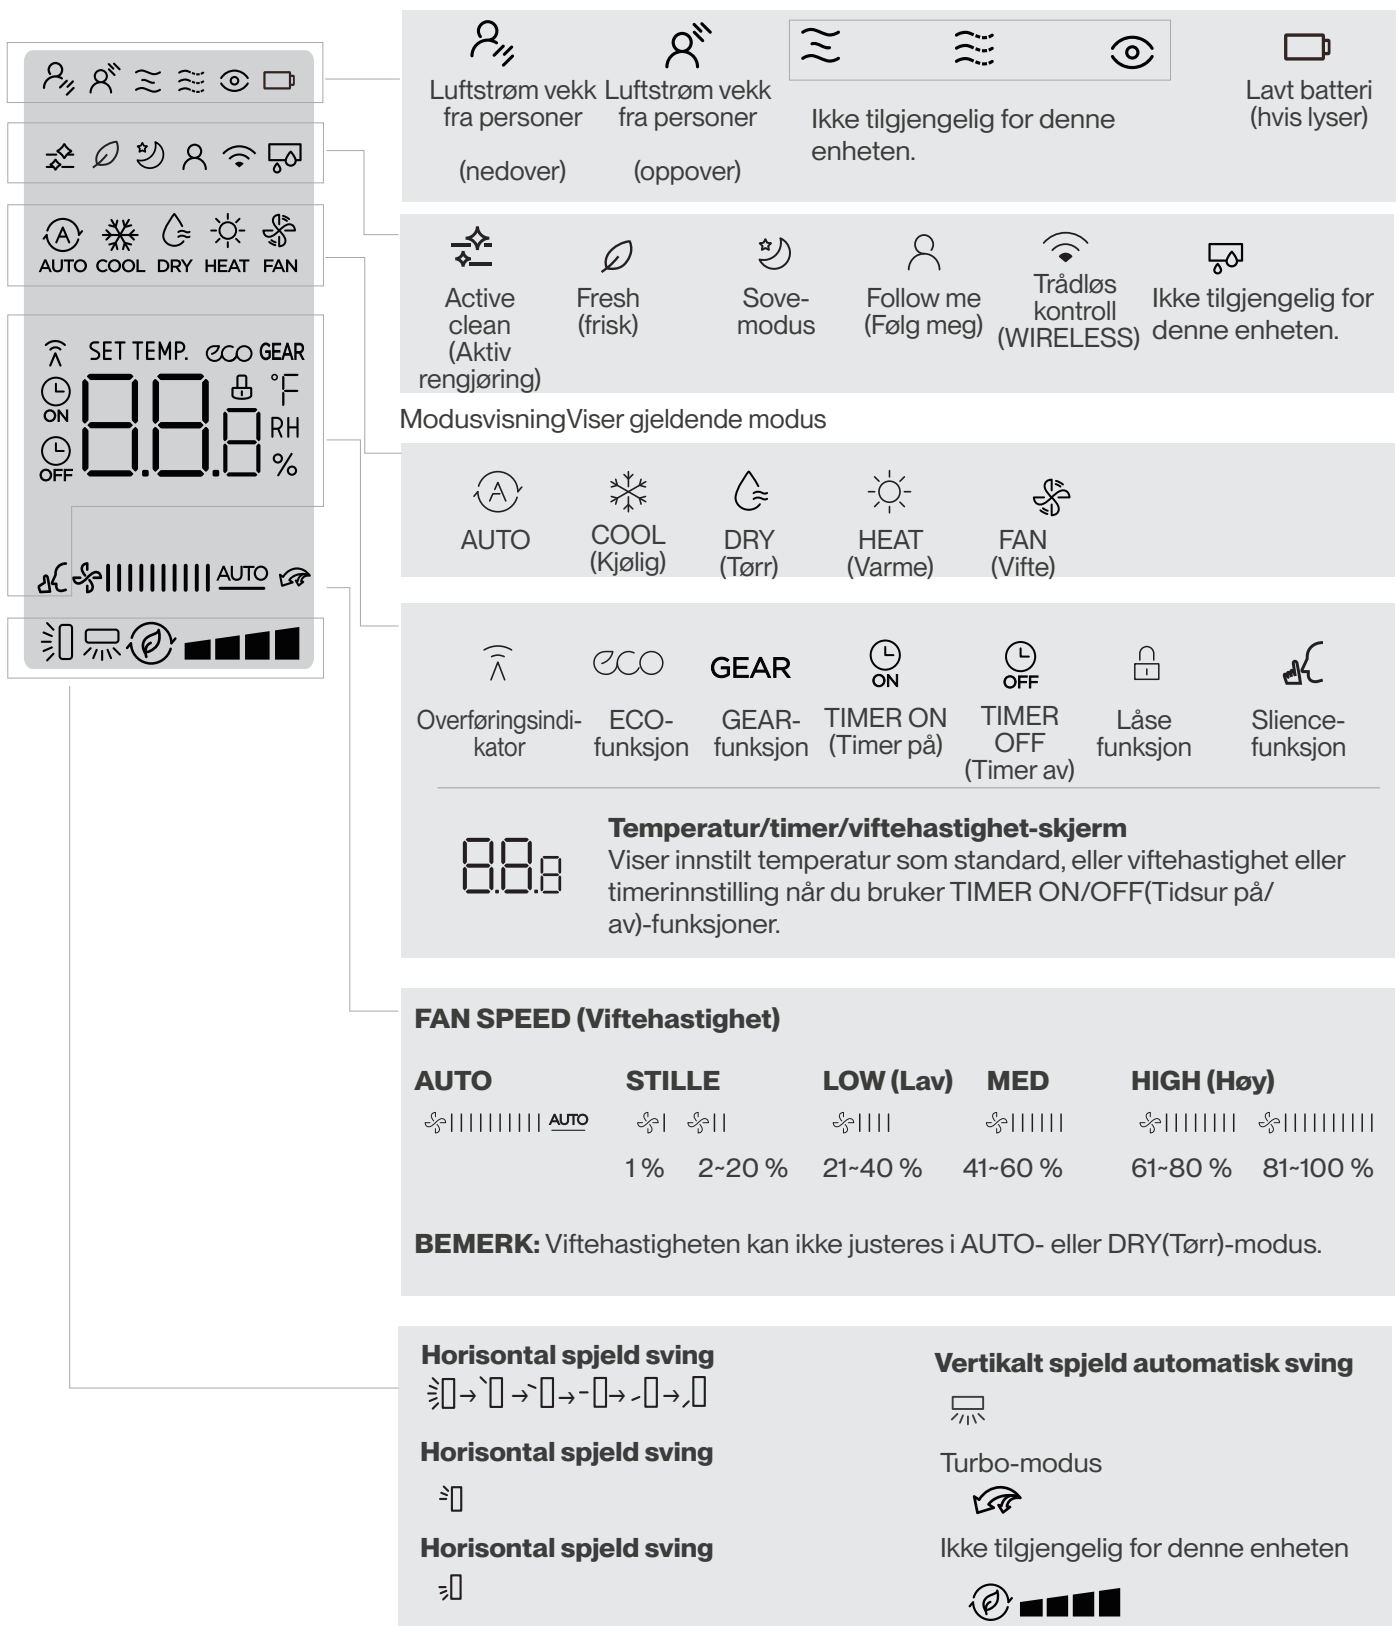 AUTO COOL DRY HEAT FAN
SET TEMP. eco GEAR
ON
°F
RH
OFF
%
AUTO
Luftstrøm vekk
fra personer
(nedover)
Luftstrøm vekk
fra personer
(oppover)
Ikke tilgjengelig for denne
enheten.
Lavt batteri
(hvis lyser)
Active
clean
(Aktiv
rengjøring)
Fresh
(frisk)
Sove-
modus
Follow me
(Følg meg)
Trådløs
kontroll
(WIRELESS)
Ikke tilgjengelig for
denne enheten.
ModusvisningViser gjeldende modus
AUTO
COOL
(Kjølig)
DRY
(Tørr)
HEAT
(Varme)
FAN
(Vifte)
eco
GEAR
ON
OFF
Overføringsindi-
kator
ECO-
funksjon
GEAR-
funksjon
TIMER ON
(Timer på)
TIMER
OFF
(Timer av)
Låse
funksjon
Slience-
funksjon
Temperatur/timer/viftehastighet-skjerm
Viser innstilt temperatur som standard, eller viftehastighet eller
timerinnstilling når du bruker TIMER ON/OFF(Tidsur på/
av)-funksjoner.
FAN SPEED (Viftehastighet)
AUTO STILLE LOW (Lav) MED HIGH (Høy)
AUTO
1 % 2~20 % 21~40 % 41~60 % 61~80 % 81~100 %
BEMERK: Viftehastigheten kan ikke justeres i AUTO- eller DRY(Tørr)-modus.
Horisontal spjeld sving
Horisontal spjeld sving
Horisontal spjeld sving
Vertikalt spjeld automatisk sving
Turbo-modus
Ikke tilgjengelig for denne enheten